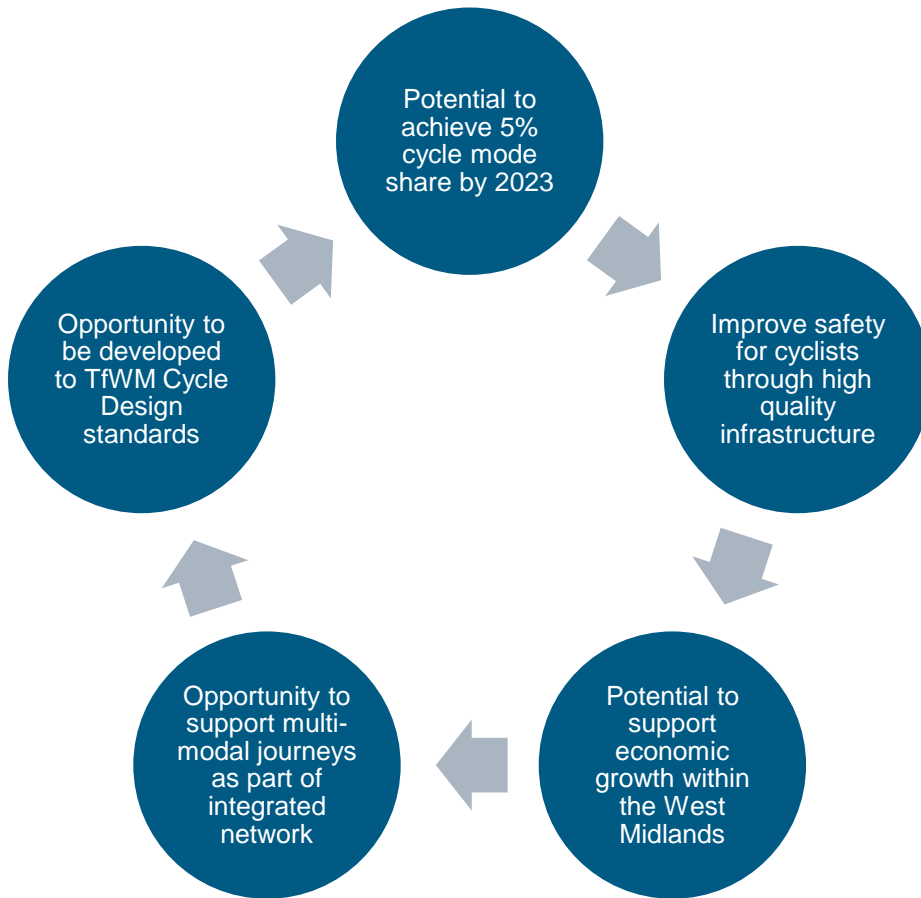 Potential to
achieve 5%
cycle mode
share by 2023
Improve safety
for cyclists
through high
quality
infrastructure
Potential to
support
economic
growth within
the West
Midlands
Opportunity to
support multi-
modal journeys
as part of
integrated
network
Opportunity to
be developed
to TfWM Cycle
Design
standards